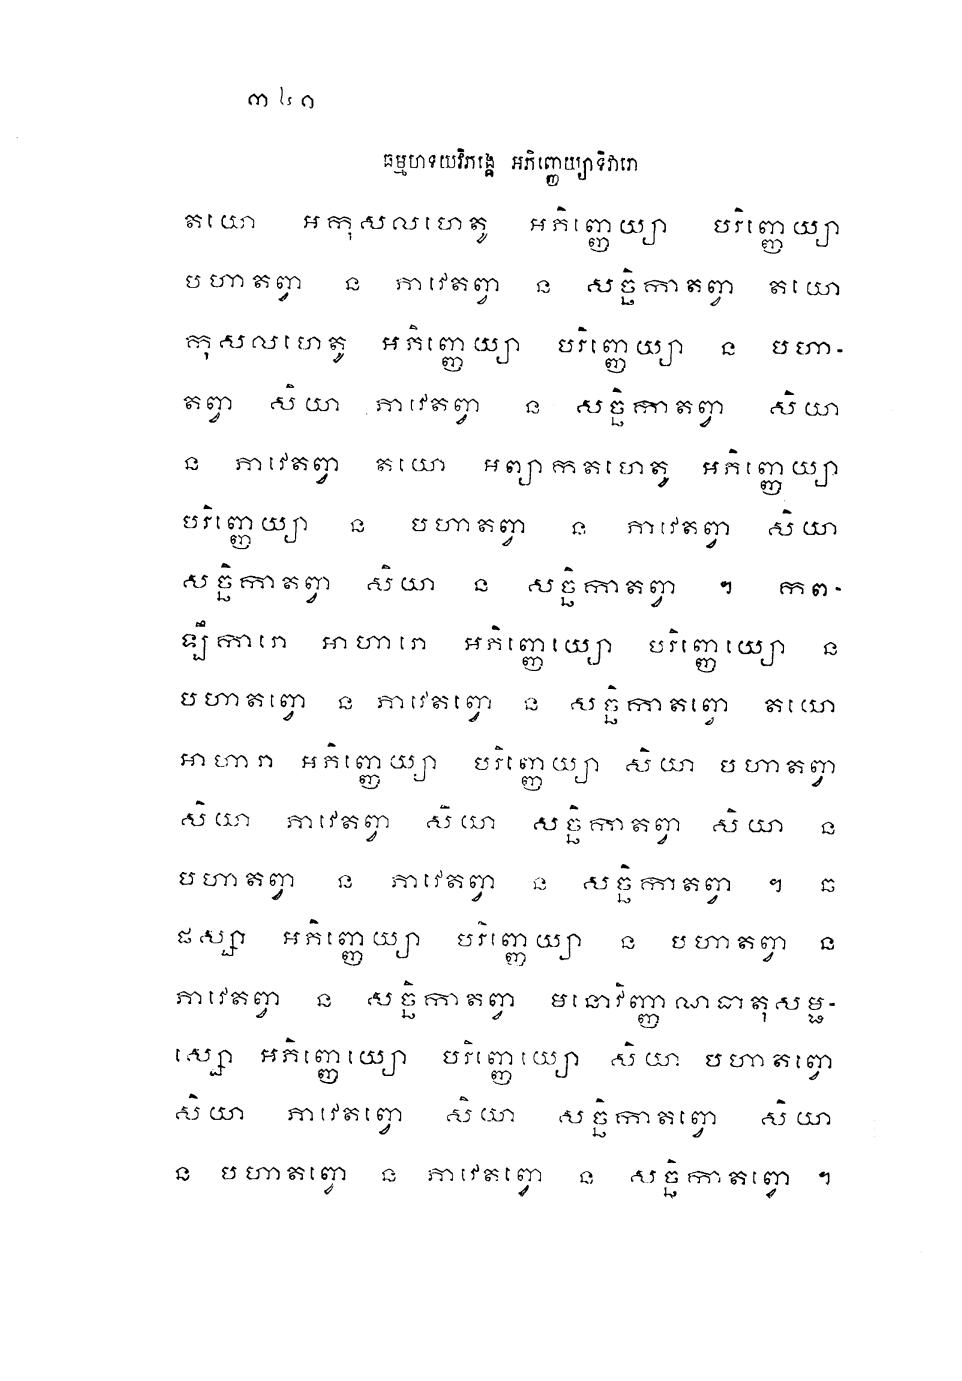 ៣៤១
ធម្មហទយវិភង្គេ អភិញ្ញេយ្យាទិវារោ
តយោ អកុសលហេតូ អភិញ្ញេយ្យា បរិញ្ញេយ្យា
បហាតព្វា ន ភាវេតព្វា ន សច្ឆិកាតព្វា តយោ
កុសលហេតូ អភិញ្ញេយ្យា បរិញ្ញេយ្យា ន បហា-
តព្វា សិយា ភាវេតព្វា ន សច្ឆិកាតព្វា សិយា
ន ភាវេតព្វា តយោ អព្យាកតហេតូ អភិញ្ញេយ្យា
បរិញ្ញេយ្យា ន បហាតព្វា ន ភាវេតព្វា សិយា
សច្ឆិកាតព្វា សិយា ន សច្ឆិកាតព្វា ។ កព-
ឡឹការោ អាហារោ អភិញ្ញេយ្យោ បរិញ្ញេយ្យោ ន
បហាតព្វោ ន ភាវេតព្វោ ន សច្ឆិកាតព្វោ តយោ
អាហារា អភិញ្ញេយ្យា បរិញ្ញេយ្យា សិយា បហាតព្វា
សិយា ភាវេតព្វា សិយា សច្ឆិកាតព្វា សិយា ន
បហាតព្វា ន ភាវេតព្វា ន សច្ឆិកាតព្វា ។ ឆ
ផស្សា អភិញ្ញេយ្យា បរិញ្ញេយ្យា ន បហាតព្វា ន
ភាវេតព្វា ន សច្ឆិកាតព្វា មនោវិញ្ញាណធាតុសម្ផ-
ស្សោ អភិញ្ញេយ្យោ បរិញ្ញេយ្យោ សិយា បហាតព្វោ
សិយា ភាវេតព្វោ សិយា សច្ឆិកាតព្វោ សិយា
ន បហាតព្វោ ន ភាវេតព្វោ ន សច្ឆិកាតព្វោ ។